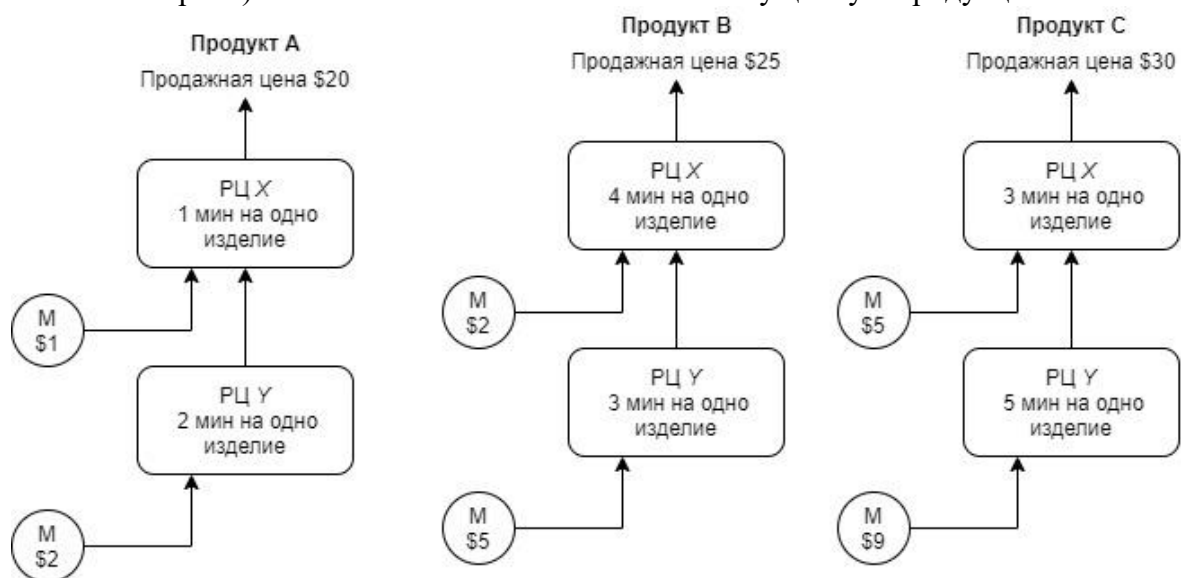 Продукт A
Продажная цена $20
РЦ X
1 мин на одно
изделие
М
$1
РЦ Y
2 мин на одно
изделие
М
$2
Продукт B
Продажная цена $25
РЦ X
4 мин на одно
изделие
М
$2
РЦ Y
3 мин на одно
изделие
М
$5
Продукт C
Продажная цена $30
РЦ X
3 мин на одно
изделие
М
$5
РЦ Y
5 мин на одно
изделие
М
$9